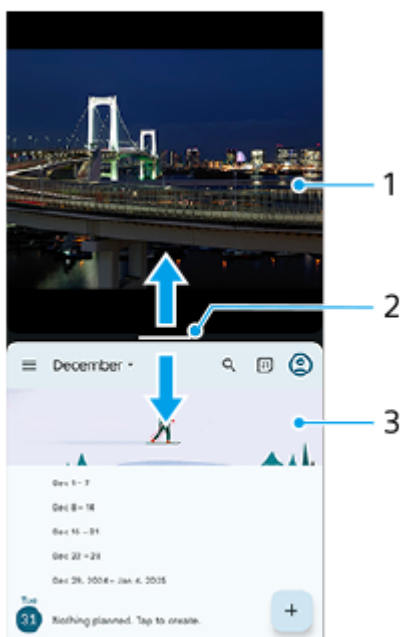 1
2
December
3
Dec 1 – 7
Dec 8 – 14
Dec 15 – 21
Dec 22 – 28
Dec 29, 2024 – Jan 4, 2025
Tue
31 Nothing planned. Tap to create.
+